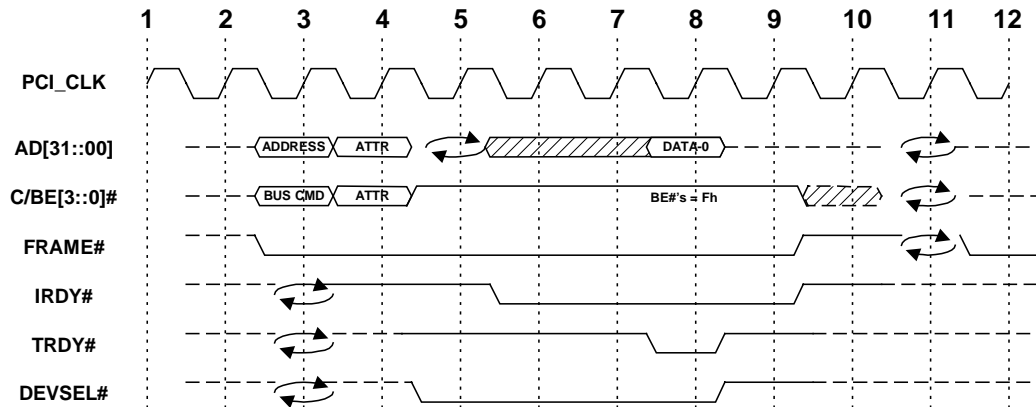 1 2 3 4 5 6 7 8 9 10 11 12
PCI_CLK
AD[31::00] ADDRESS ATTR DATA-0
C/BE[3::0]# BUS CMD ATTR BE#'s = Fh
FRAME#
IRDY#
TRDY#
DEVSEL#